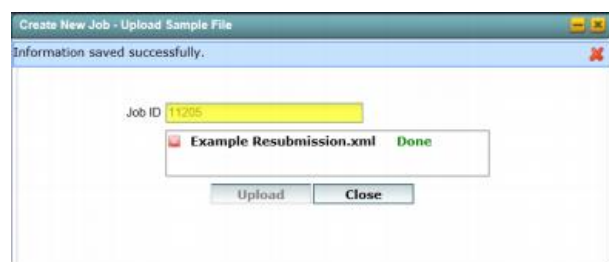 Create New Job - Upload Sample File
Information saved successfully.
Job ID 11205
Example Resubmission.xml Done
Upload Close